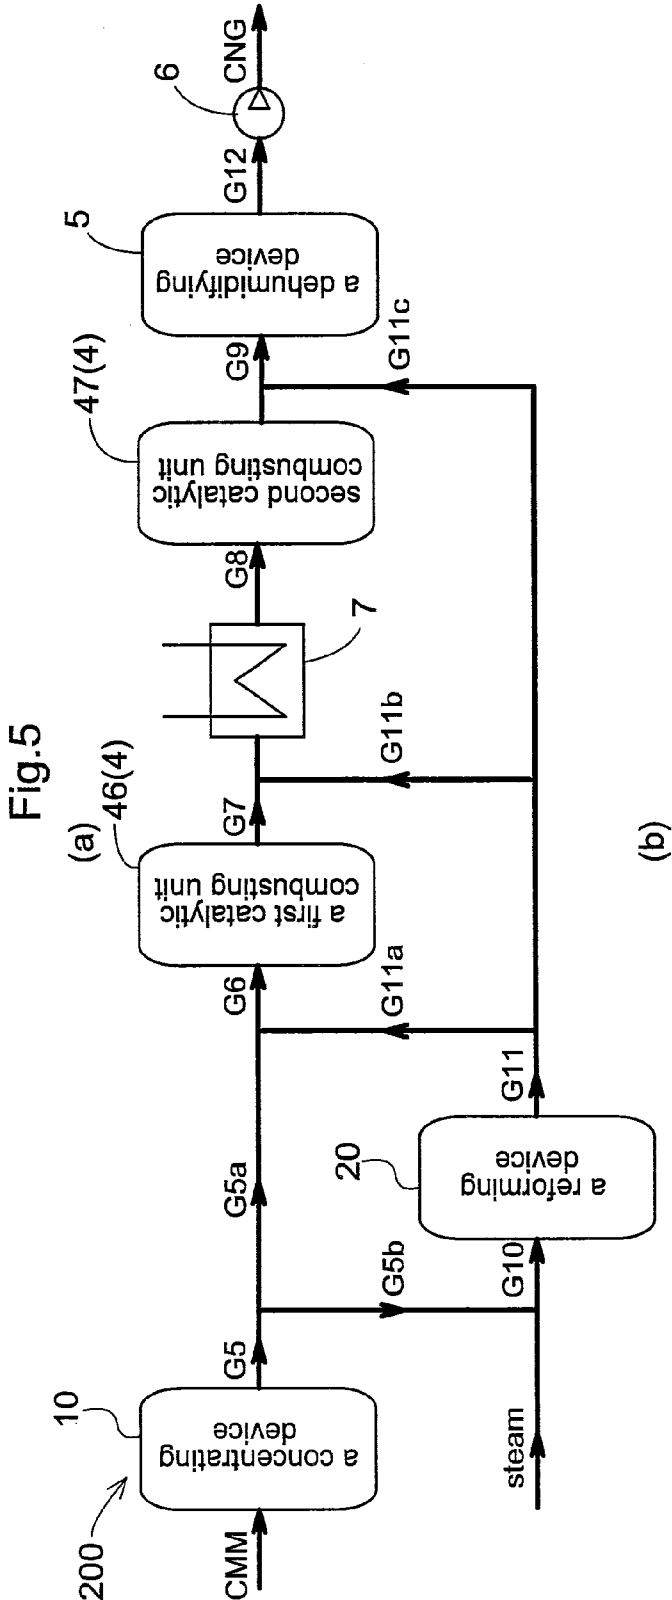 Fig.5
(a)
200
10
46(4)
47(4)
5
6
CMM
a concentrating
device
G5
G5a
G6
a first catalytic
combusting unit
G7
7
G8
second catalytic
combusting unit
G9
a dehumidifying
device
G12
CNG
G5b
G11a
G11b
G11c
steam
G10
20
a reforming
device
G11
(b)